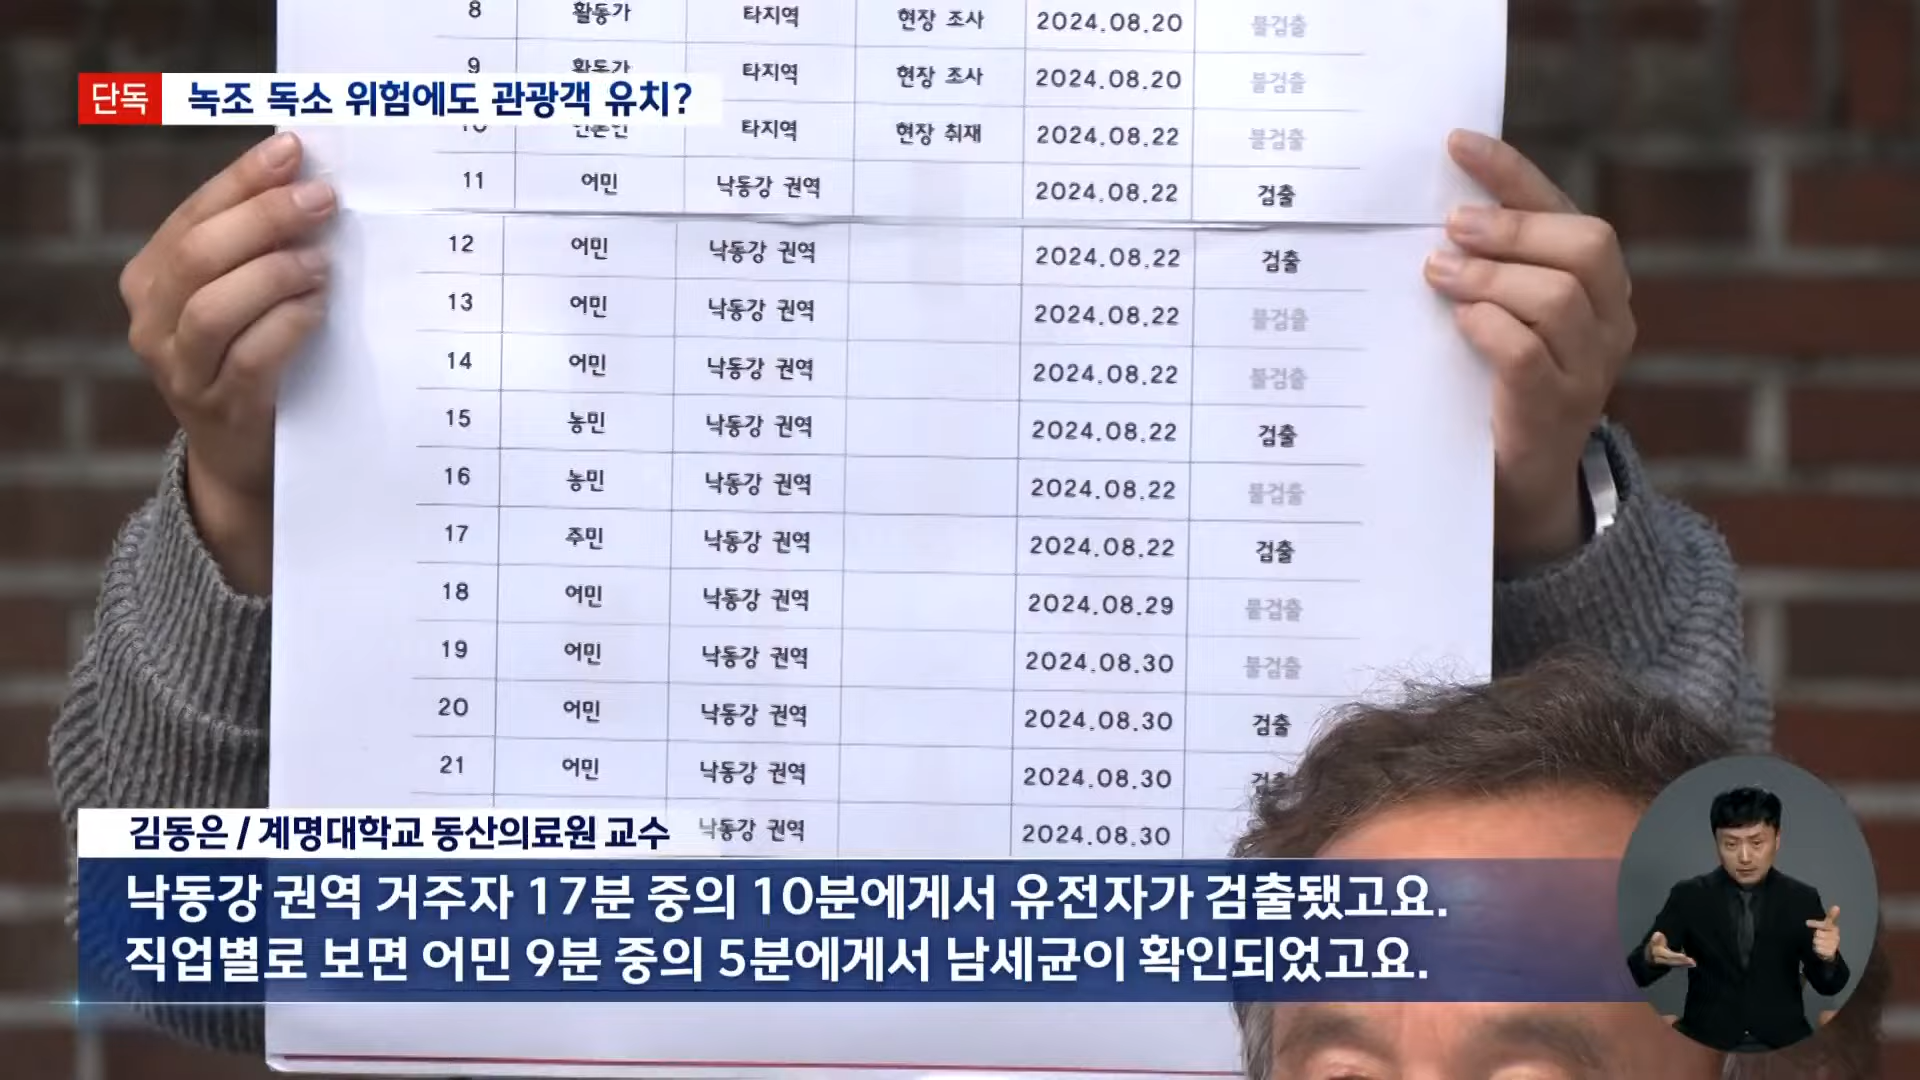 8 활동가 타지역 현장 조사 2024.08.20 불검출
9 활동가 타지역 현장 조사 2024.08.20 불검출
단독 녹조 독소 위험에도 관광객 유치?
10 언론인 타지역 현장 취재 2024.08.22 불검출
11 어민 낙동강 권역 2024.08.22 검출
12 어민 낙동강 권역 2024.08.22 검출
13 어민 낙동강 권역 2024.08.22 불검출
14 어민 낙동강 권역 2024.08.22 불검출
15 농민 낙동강 권역 2024.08.22 검출
16 농민 낙동강 권역 2024.08.22 불검출
17 주민 낙동강 권역 2024.08.22 검출
18 어민 낙동강 권역 2024.08.29 불검출
19 어민 낙동강 권역 2024.08.30 불검출
20 어민 낙동강 권역 2024.08.30 검출
21 어민 낙동강 권역 2024.08.30 검출
낙동강 권역 2024.08.30
김동은 / 계명대학교 동산의료원 교수
낙동강 권역 거주자 17분 중의 10분에게서 유전자가 검출됐고요.
직업별로 보면 어민 9분 중의 5분에게서 남세균이 확인되었고요.